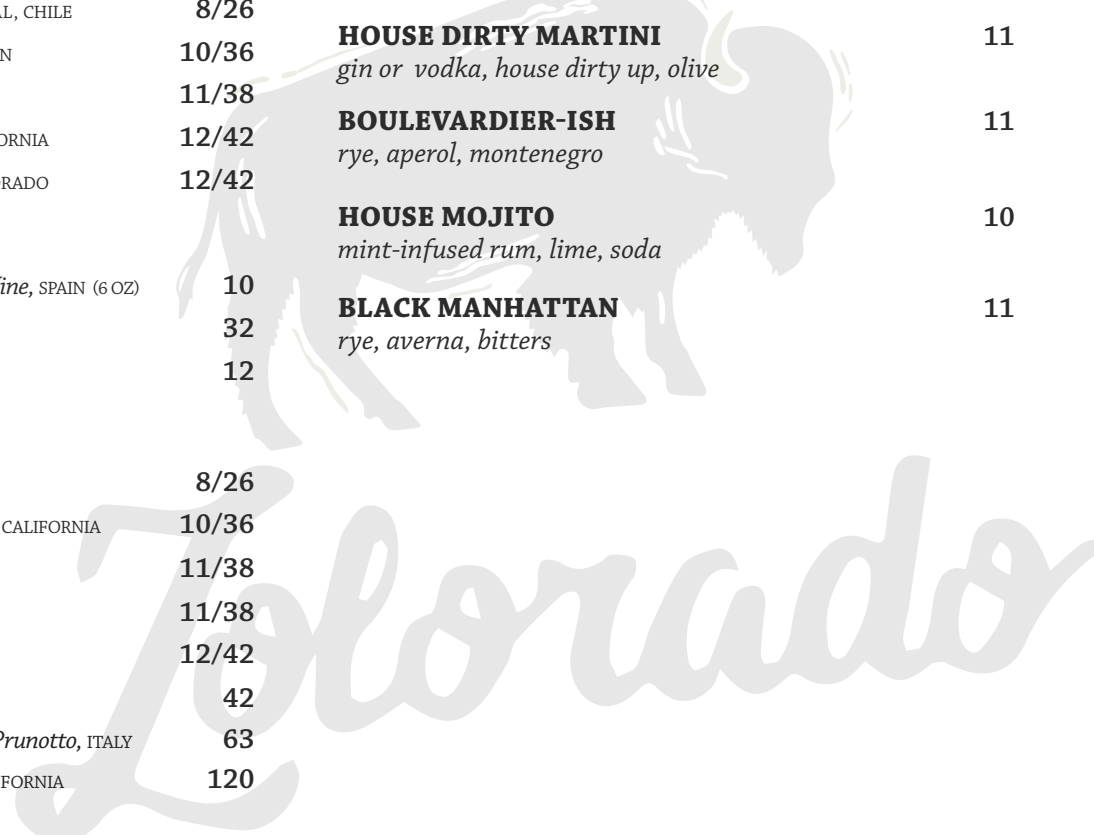 AL, CHILE 8/26
N 10/36
11/38
ORNIA 12/42
RADO 12/42
fine, SPAIN (6 OZ) 10
32
12
8/26
CALIFORNIA 10/36
11/38
11/38
12/42
42
Prunotto, ITALY 63
FORNIA 120
HOUSE DIRTY MARTINI 11
gin or vodka, house dirty up, olive
BOULEVARDIER-ISH 11
rye, aperol, montenegro
HOUSE MOJITO 10
mint-infused rum, lime, soda
BLACK MANHATTAN 11
rye, averna, bitters
Zolorado